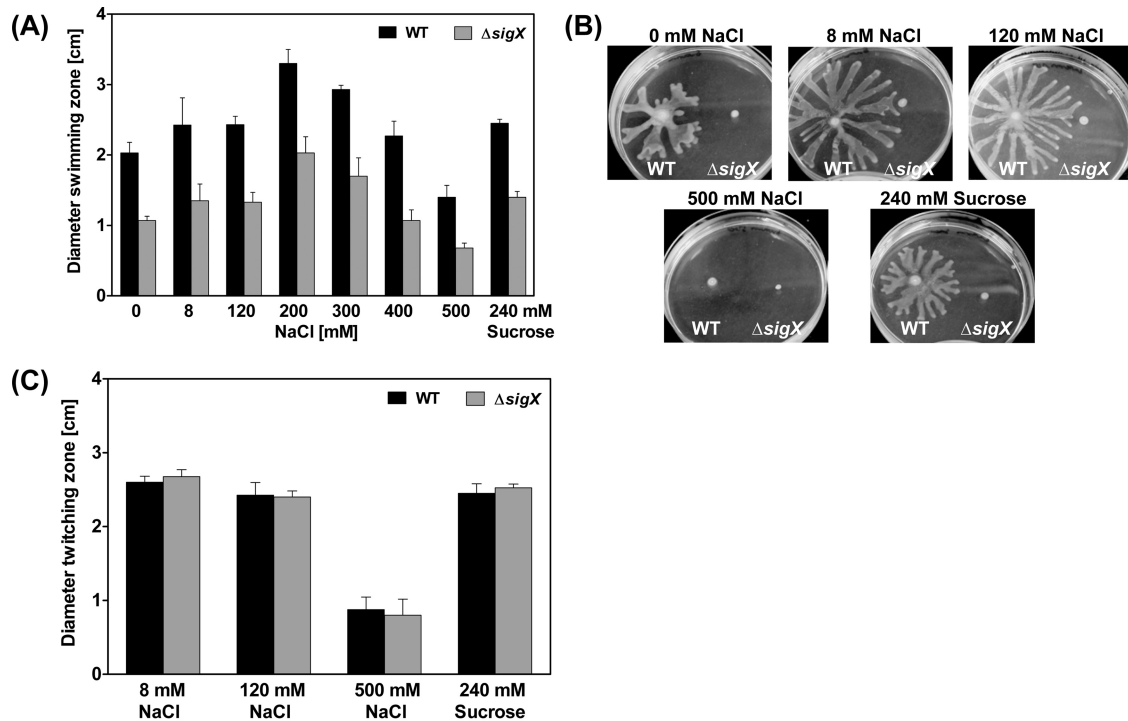 (A)
WT
ΔsigX
Diameter swimming zone [cm]
4
3
2
1
0
0
8
120
200
300
400
500
240 mM
Sucrose
NaCl [mM]
(B)
0 mM NaCl
8 mM NaCl
120 mM NaCl
WT
ΔsigX
WT
ΔsigX
WT
ΔsigX
500 mM NaCl
240 mM Sucrose
WT
ΔsigX
WT
ΔsigX
(C)
WT
ΔsigX
Diameter twitching zone [cm]
4
3
2
1
0
8 mM
NaCl
120 mM
NaCl
500 mM
NaCl
240 mM
Sucrose